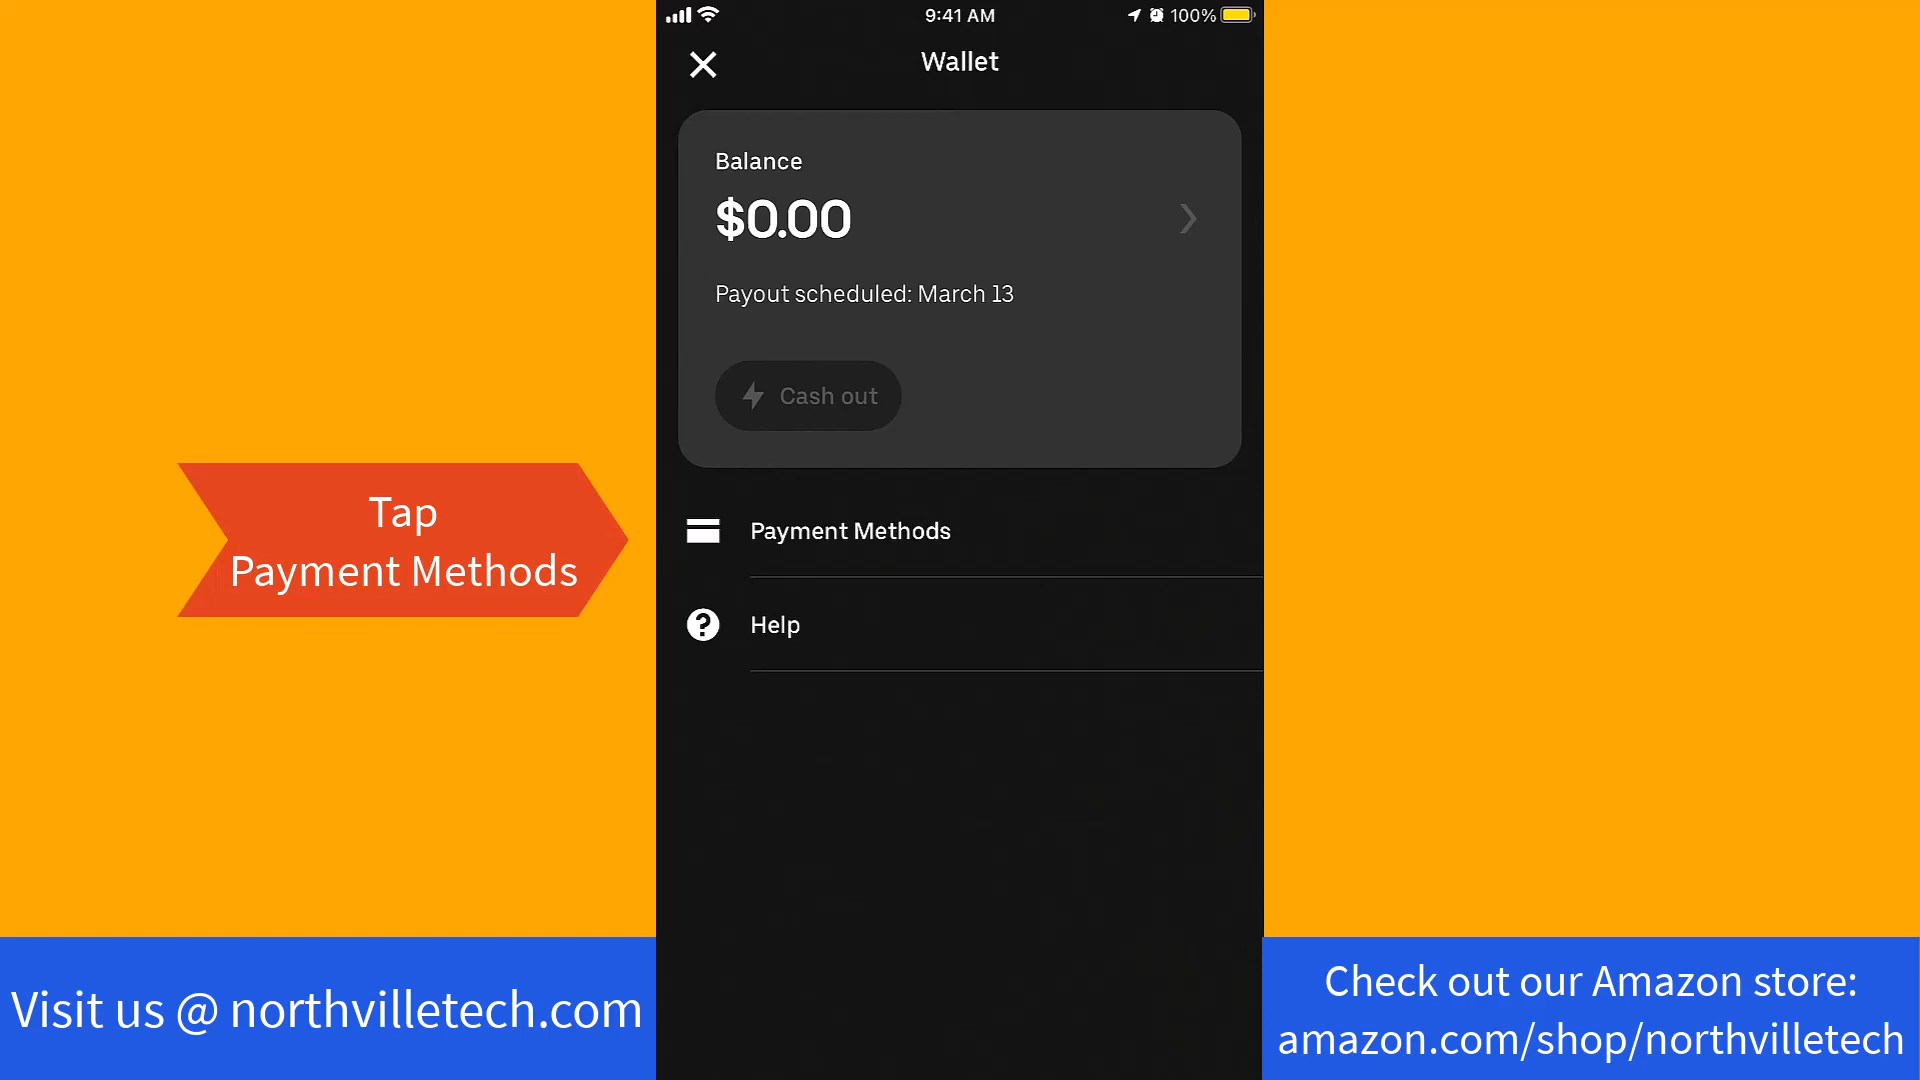 9:41 AM
100%
Wallet
Balance
$0.00
Payout scheduled: March 13
Cash out
Tap
Payment Methods
Payment Methods
Help
Visit us @ northvilletech.com
Check out our Amazon store:
amazon.com/shop/northvilletech